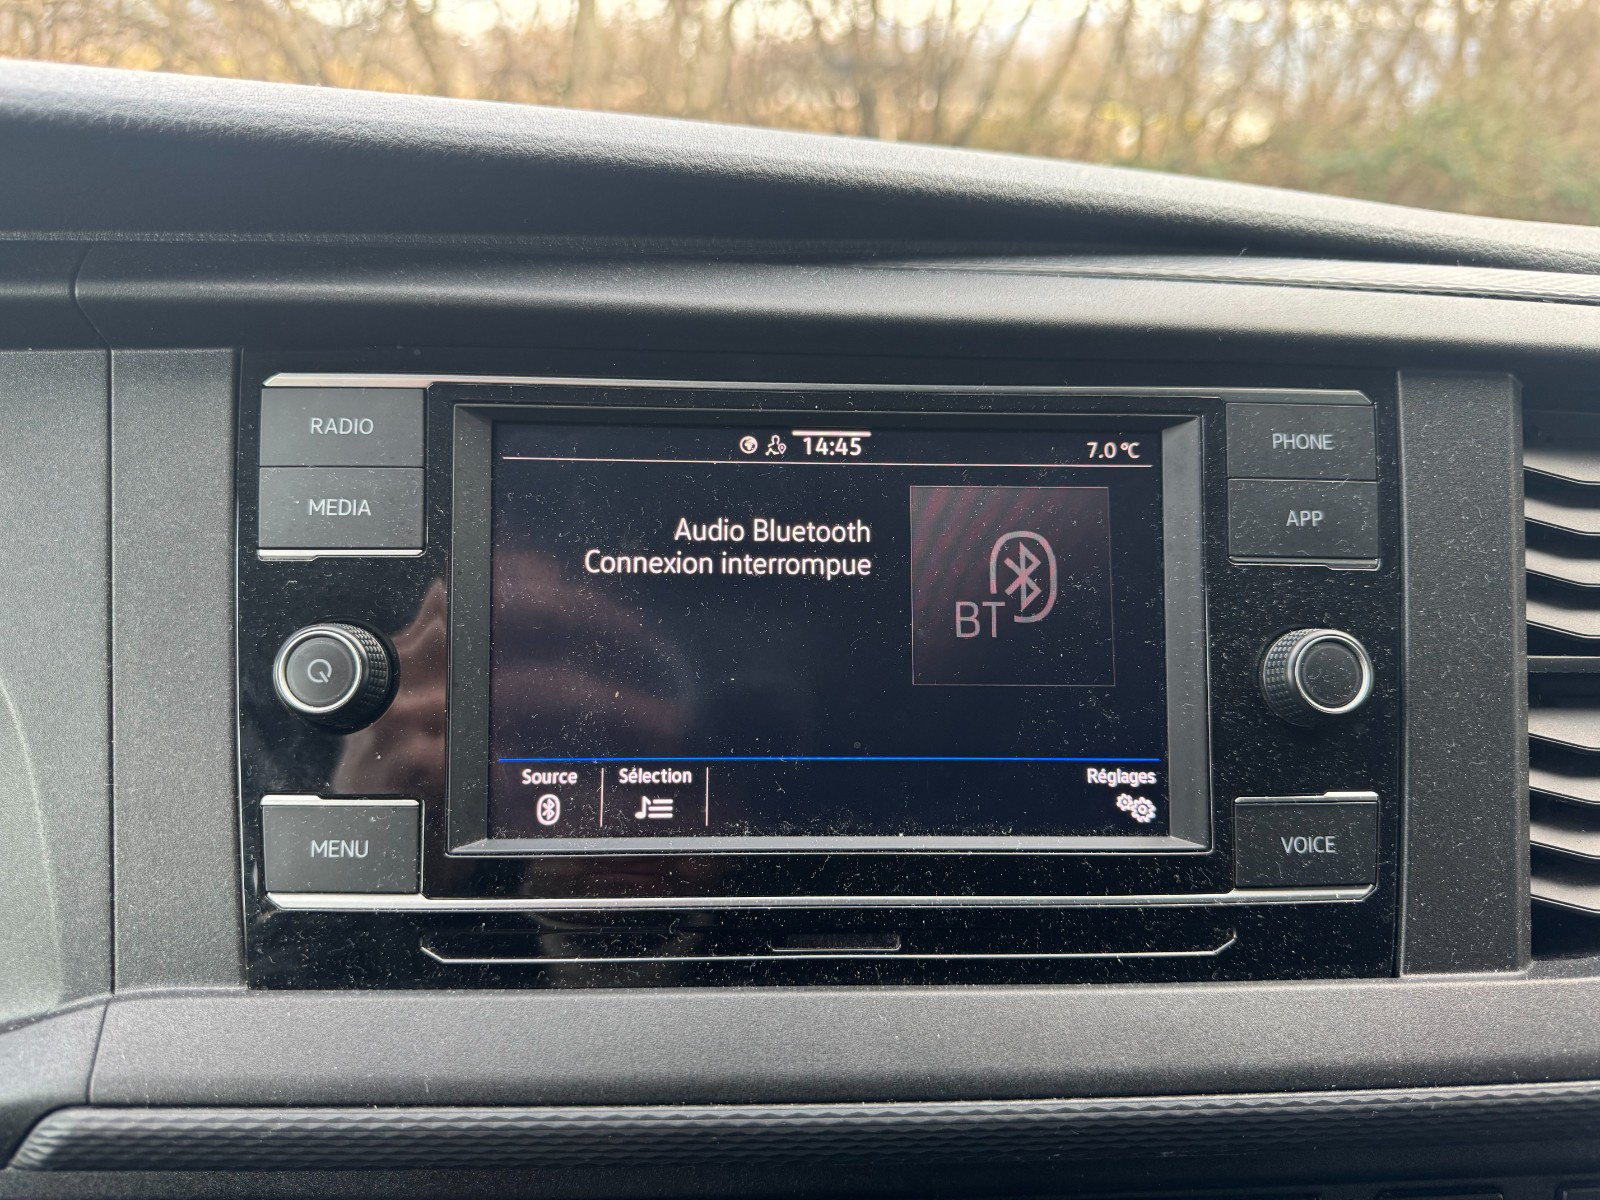 RADIO
MEDIA
MENU
14:45
7.0 °C
Audio Bluetooth
Connexion interrompue
BT
Source
Sélection
Réglages
PHONE
APP
VOICE